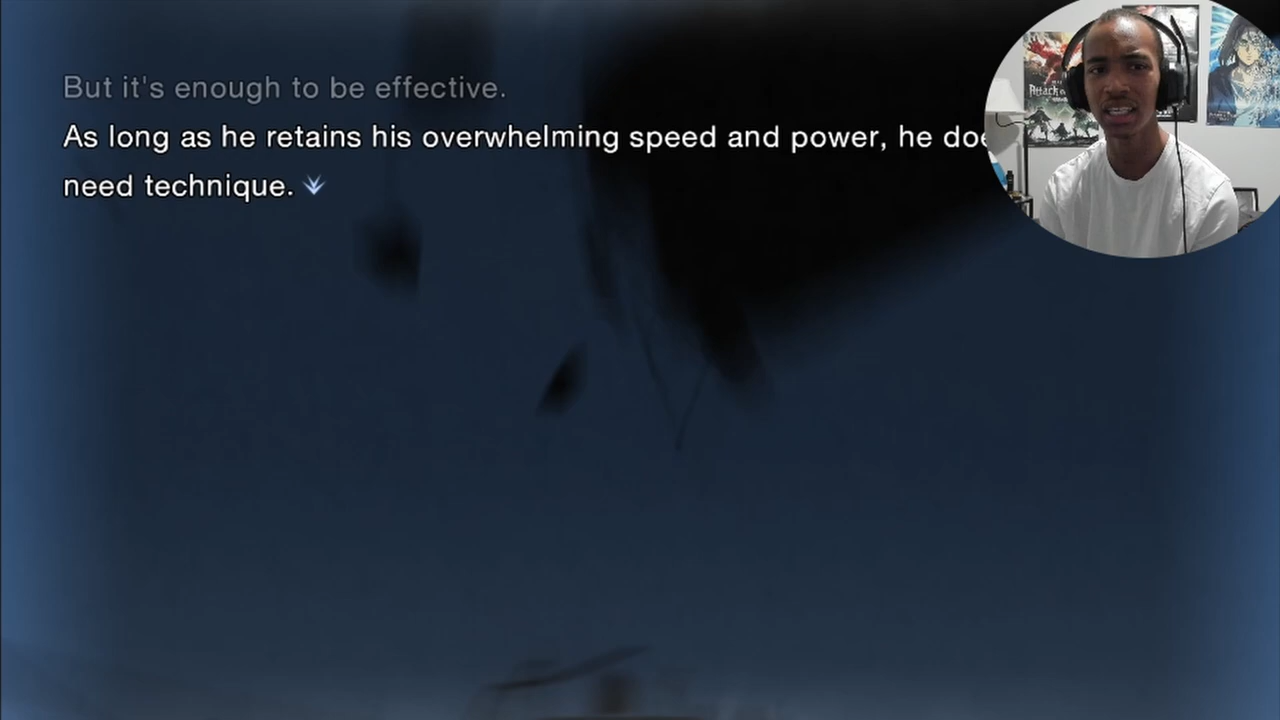 But it's enough to be effective.
As long as he retains his overwhelming speed and power, he
need technique.
Attack